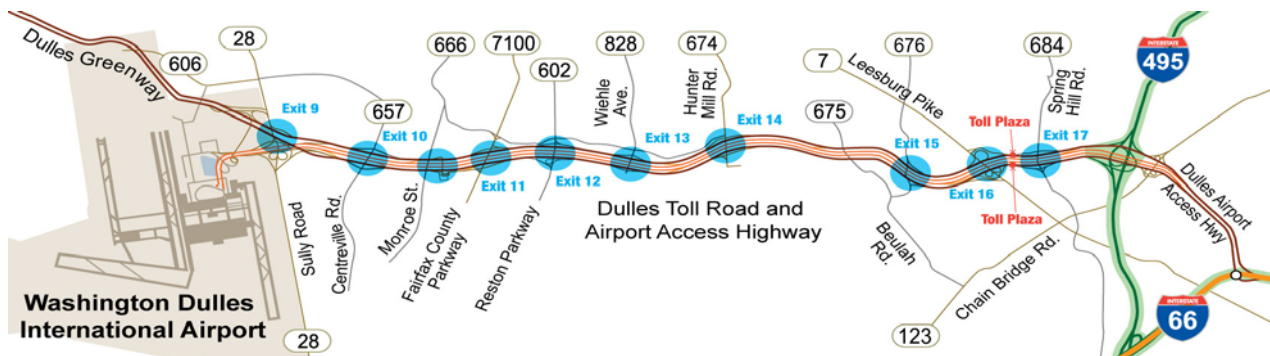 Dulles Greenway
606
28
666
7100
602
828
Wiehle
Ave.
674
Hunter
Mill Rd.
7
Leesburg Pike
676
684
Spring
Hill Rd.
INTERSTATE
495
Exit 9
657
Exit 10
Exit 11
Exit 12
Exit 13
Exit 14
675
Exit 15
Toll Plaza
Exit 17
Exit 16
Toll Plaza
Sully Road
Centreville Rd.
Monroe St.
Fairfax County
Parkway
Reston Parkway
Dulles Toll Road and
Airport Access Highway
Beulah
Rd.
Chain Bridge Rd.
Dulles Airport
Access Hwy
Washington Dulles
International Airport
28
123
INTERSTATE
66